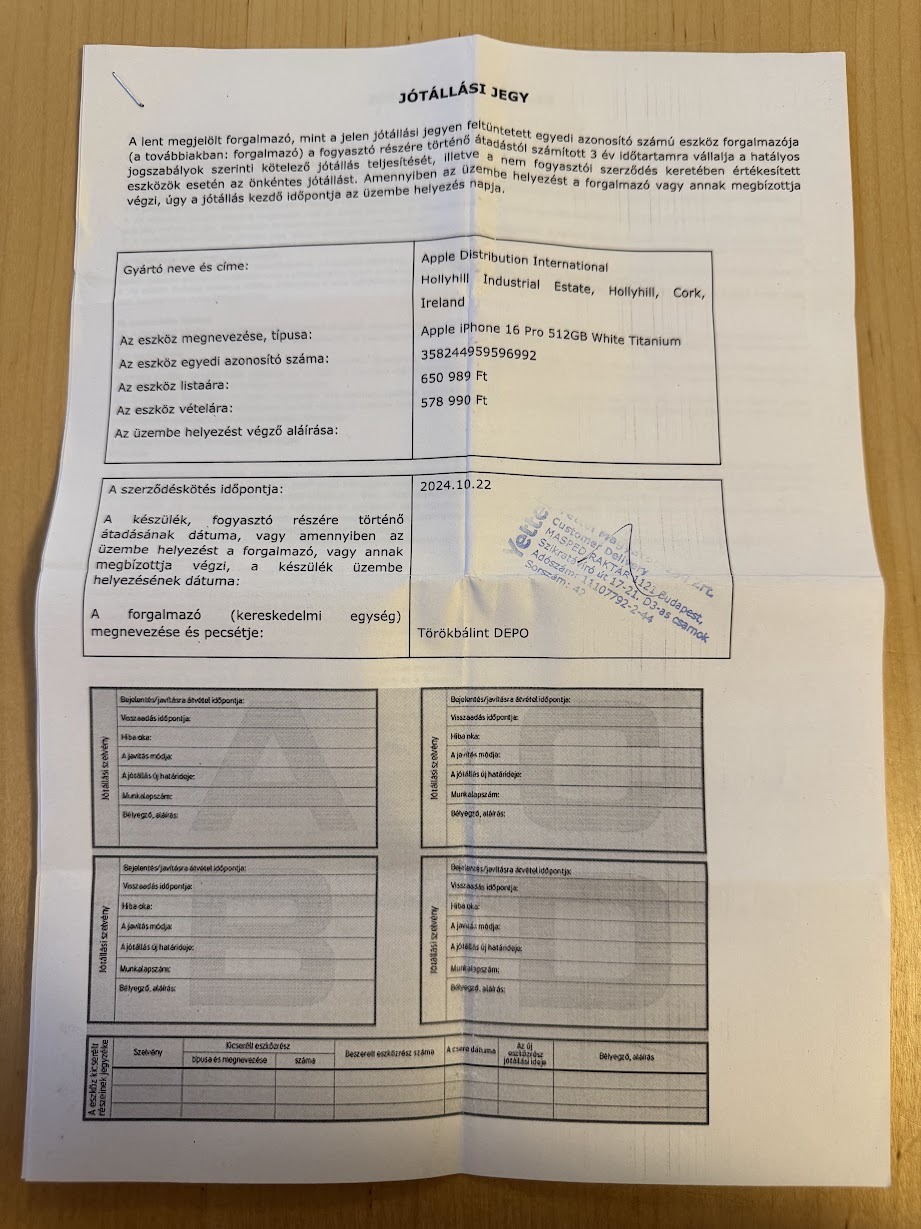 JÓTÁLLÁSI JEGY
A lent megjelölt forgalmazó, mint a jelen jótállási jegyen feltüntetett egyedi azonosító számú eszköz forgalmazója
(a továbbiakban: forgalmazó) a fogyasztó részére történő átadástól számított 3 év időtartamra vállalja a hatályos
jogszabályok szerinti kötelező jótállás teljesítését, illetve a nem fogyasztói szerződés keretében értékesített
eszközök esetén az önkéntes jótállást. Amennyiben az üzembe helyezést a forgalmazó vagy annak megbízottja
végzi, úgy a jótállás kezdő időpontja az üzembe helyezés napja.
Gyártó neve és címe:
Apple Distribution International
Hollyhill Industrial Estate, Hollyhill, Cork,
Ireland
Az eszköz megnevezése, típusa:
Apple iPhone 16 Pro 512GB White Titanium
Az eszköz egyedi azonosító száma:
358244959596992
Az eszköz listaára:
650 989 Ft
Az eszköz vételára:
578 990 Ft
Az üzembe helyezést végző aláírása:
A szerződéskötés időpontja:
2024.10.22
A készülék, fogyasztó részére történő
átadásának dátuma, vagy amennyiben az
üzembe helyezést a forgalmazó, vagy annak
megbízottja végzi, a készülék üzembe
helyezésének dátuma:
A forgalmazó (kereskedelmi egység)
megnevezése és pecsétje:
Törökbálint DEPO
Yettel
Customer Delivery
MASPED RAKTÁR 1121 Budapest,
Szikratávíró út 17-21. D3-as csarnok
Adószám: 11107792-2-44
Sorszám: 42
Jótállási szelvény
A
Bejelentés/javításra átvétel időpontja:
Visszaadás időpontja:
Hiba oka:
A javítás módja:
A jótállás új határideje:
Munkalapszám:
Bélyegző, aláírás:
Jótállási szelvény
C
Bejelentés/javításra átvétel időpontja:
Visszaadás időpontja:
Hiba oka:
A javítás módja:
A jótállás új határideje:
Munkalapszám:
Bélyegző, aláírás:
Jótállási szelvény
B
Bejelentés/javításra átvétel időpontja:
Visszaadás időpontja:
Hiba oka:
A javítás módja:
A jótállás új határideje:
Munkalapszám:
Bélyegző, aláírás:
Jótállási szelvény
D
Bejelentés/javításra átvétel időpontja:
Visszaadás időpontja:
Hiba oka:
A javítás módja:
A jótállás új határideje:
Munkalapszám:
Bélyegző, aláírás:
A eszköz kicserélt
részeinek jegyzéke
Szelvény
Kicserélt eszközrész
típusa és megnevezése
száma
Beszerelt eszközrész száma
A csere dátuma
Az új
eszközrész
jótállási ideje
Bélyegző, aláírás